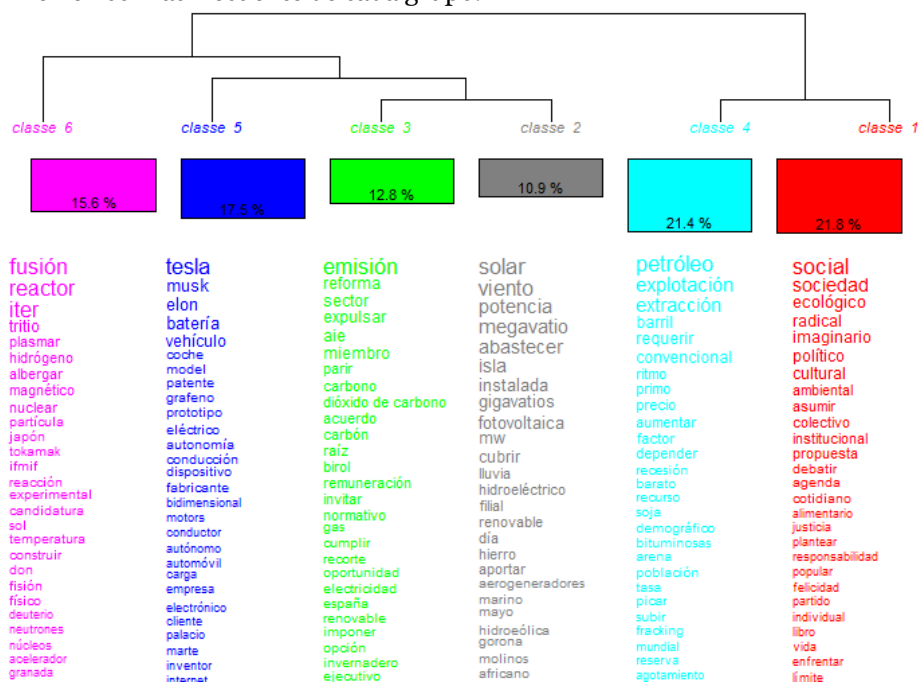 classe 6
classe 5
classe 3
classe 2
classe 4
classe 1
15.6 %
17.5 %
12.8 %
10.9 %
21.4 %
21.8 %
fusión
reactor
iter
tritio
plasmar
hidrógeno
albergar
magnético
nuclear
partícula
japón
tokamak
ifmif
reacción
experimental
candidatura
sol
temperatura
construir
don
fisión
físico
deuterio
neutrones
núcleos
acelerador
granada
tesla
musk
elon
batería
vehículo
coche
model
patente
grafeno
prototipo
eléctrico
autonomía
conducción
dispositivo
fabricante
bidimensional
motors
conductor
autónomo
automóvil
carga
empresa
electrónico
cliente
palacio
marte
inventor
internet
emisión
reforma
sector
expulsar
aie
miembro
parir
carbono
dióxido de carbono
acuerdo
carbón
raíz
birol
remuneración
invitar
normativo
gas
cumplir
recorte
oportunidad
electricidad
españa
renovable
imponer
opción
invernadero
ejecutivo
solar
viento
potencia
megavatio
abastecer
isla
instalada
gigavatios
fotovoltaica
mw
cubrir
lluvia
hidroeléctrico
filial
renovable
día
hierro
aportar
aerogeneradores
marino
mayo
hidroeólica
gorona
molinos
africano
petróleo
explotación
extracción
barril
requerir
convencional
ritmo
primo
precio
aumentar
factor
depender
recesión
barato
recurso
soja
demográfico
bituminosas
arena
población
tasa
picar
subir
fracking
mundial
reserva
agotamiento
social
sociedad
ecológico
radical
imaginario
político
cultural
ambiental
asumir
colectivo
institucional
propuesta
debatir
agenda
cotidiano
alimentario
justicia
plantear
responsabilidad
popular
felicidad
partido
individual
libro
vida
enfrentar
límite